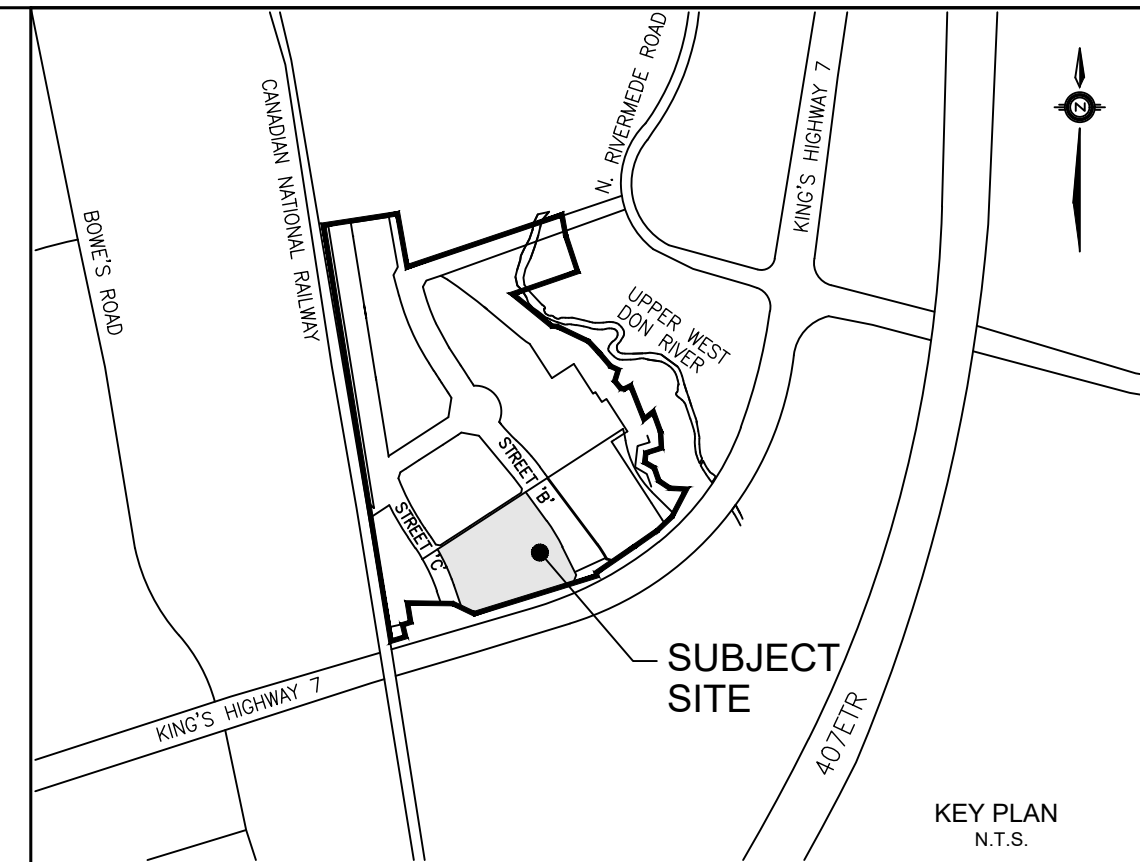 N. RIVERMEDE ROAD
KING'S HIGHWAY 7
Z
CANADIAN NATIONAL RAILWAY
BOWE'S ROAD
UPPER WEST
DON RIVER
STREET 'B'
STREET 'C'
SUBJECT
SITE
KING'S HIGHWAY 7
407ETR
KEY PLAN
N.T.S.